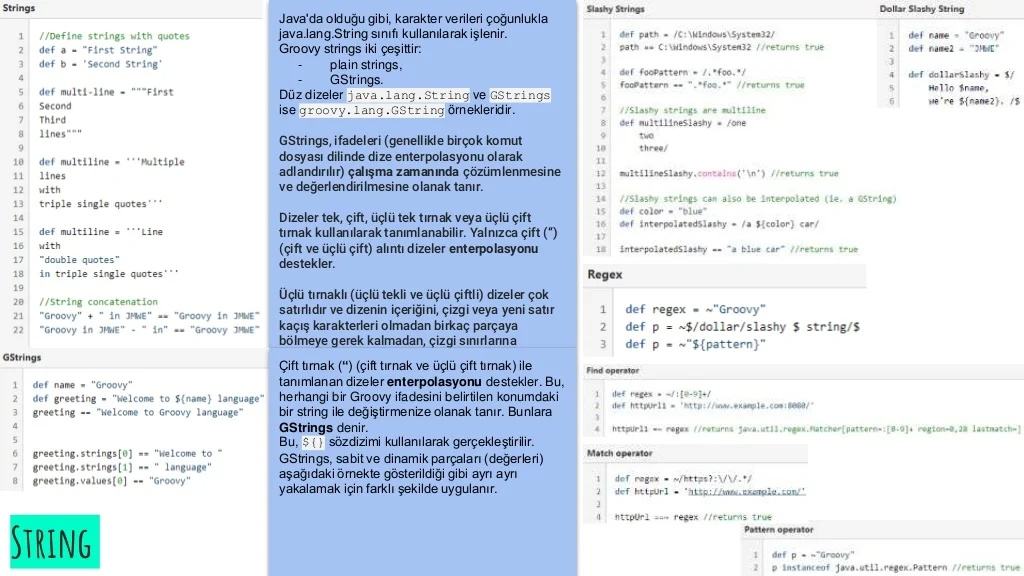 Strings
1 //Define strings with quotes
2 def a = "First String"
3 def b = 'Second String'
4
5 def multi-line = """First
6 Second
7 Third
8 lines"""
9
10 def multiline = '''Multiple
11 lines
12 with
13 triple single quotes'''
14
15 def multiline = '''Line
16 with
17 "double quotes"
18 in triple single quotes'''
19
20 //String concatenation
21 "Groovy" + " in JMWE" == "Groovy in JMWE"
22 "Groovy in JMWE" - " in" == "Groovy JMWE"
GStrings
1 def name = "Groovy"
2 def greeting = "Welcome to ${name} language"
3 greeting == "Welcome to Groovy language"
4
5
6 greeting.strings[0] == "Welcome to "
7 greeting.strings[1] == " language"
8 greeting.values[0] == "Groovy"
STRING
Java'da olduğu gibi, karakter verileri çoğunlukla
java.lang.String sınıfı kullanılarak işlenir.
Groovy strings iki çeşittir:
- plain strings,
- GStrings.
Düz dizeler java.lang.String ve GStrings
ise groovy.lang.GString örnekleridir.
GStrings, ifadeleri (genellikle birçok komut
dosyası dilinde dize enterpolasyonu olarak
adlandırılır) çalışma zamanında çözümlenmesine
ve değerlendirilmesine olanak tanır.
Dizeler tek, çift, üçlü tek tırnak veya üçlü çift
tırnak kullanılarak tanımlanabilir. Yalnızca çift (")
(çift ve üçlü çift) alıntı dizeler enterpolasyonu
destekler.
Üçlü tırnaklı (üçlü tekli ve üçlü çiftli) dizeler çok
satırlıdır ve dizenin içeriğini, çizgi veya yeni satır
kaçış karakterleri olmadan birkaç parçaya
bölmeye gerek kalmadan, çizgi sınırlarına
Çift tırnak (“) (çift tırnak ve üçlü çift tırnak) ile
tanımlanan dizeler enterpolasyonu destekler. Bu,
herhangi bir Groovy ifadesini belirtilen konumdaki
bir string ile değiştirmenize olanak tanır. Bunlara
GStrings denir.
Bu, ${} sözdizimi kullanılarak gerçekleştirilir.
GStrings, sabit ve dinamik parçaları (değerleri)
aşağıdaki örnekte gösterildiği gibi ayrı ayrı
yakalamak için farklı şekilde uygulanır.
Slashy Strings
1 def path = /C:\Windows\System32/
2 path == C:\Windows\System32 //returns true
3
4 def fooPattern = /.*foo.*/
5 fooPattern == ".*foo.*" //returns true
6
7 //Slashy strings are multiline
8 def multilineSlashy = /one
9 two
10 three/
11
12 multilineSlashy.contains('\n') //returns true
13
14 //Slashy strings can also be interpolated (ie. a GString)
15 def color = "blue"
16 def interpolatedSlashy = /a ${color} car/
17
18 interpolatedSlashy == "a blue car" //returns true
Dollar Slashy String
1 def name = "Groovy"
2 def name2 = "JMWE"
3
4 def dollarSlashy = $/
5 Hello $name,
6 we're ${name2}. /$
Regex
1 def regex = ~"Groovy"
2 def p = ~$/dollar/slashy $ string/$
3 def p = ~"${pattern}"
Find operator
1 def regex = ~/:[0-9]+/
2 def httpUrl1 = 'http://www.example.com:8080/'
3
4 httpUrl1 =~ regex //returns java.util.regex.Matcher[pattern=:[0-9]+ region=0,28 lastmatch=]
Match operator
1 def regex = ~/https?:\/\/.*/
2 def httpUrl = 'http://www.example.com/'
3
4 httpUrl ==~ regex //returns true
Pattern operator
1 def p = ~"Groovy"
2 p instanceof java.util.regex.Pattern //returns true